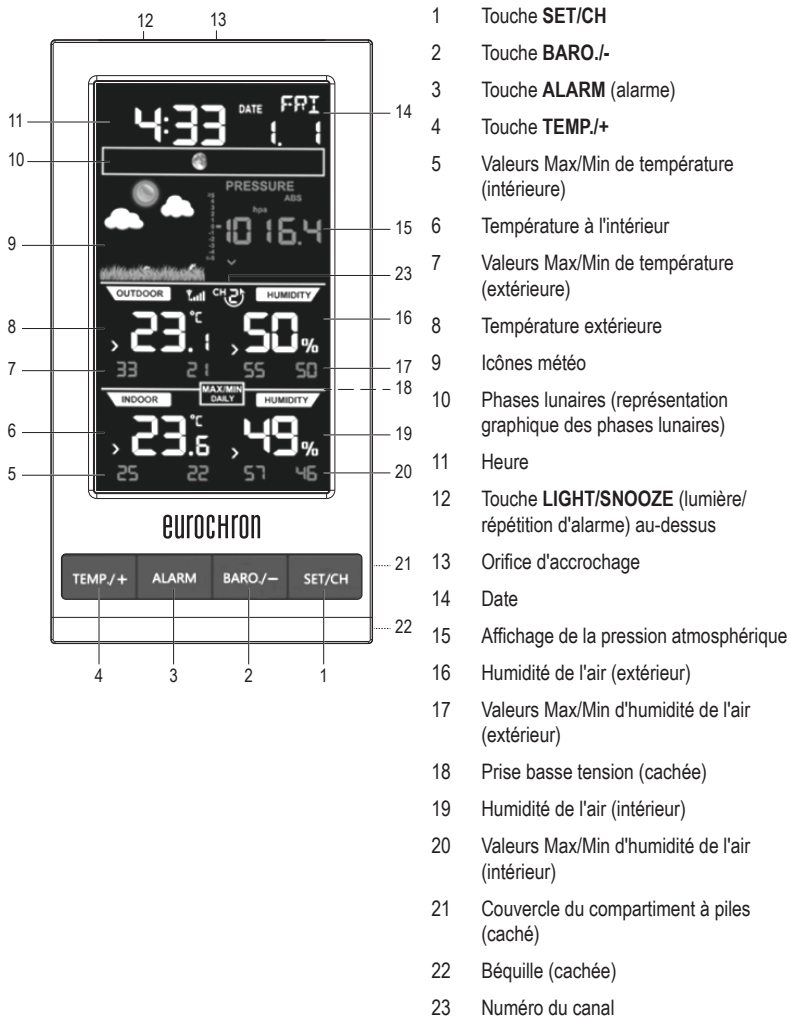 12
13
11
4:33
DATE
FRI
1. 1
14
10
PRESSURE
ABS
hpa
1016.4
15
9
23
OUTDOOR
CH 2
HUMIDITY
8
23.1 °C
50%
16
7
33
21
55
50
17
MAX/MIN
DAILY
18
INDOOR
HUMIDITY
6
23.6 °C
49%
19
5
25
22
57
46
20
eurochron
TEMP./+
ALARM
BARO./−
SET/CH
21
22
4
3
2
1
1 Touche SET/CH
2 Touche BARO./-
3 Touche ALARM (alarme)
4 Touche TEMP./+
5 Valeurs Max/Min de température
(intérieure)
6 Température à l'intérieur
7 Valeurs Max/Min de température
(extérieure)
8 Température extérieure
9 Icônes météo
10 Phases lunaires (représentation
graphique des phases lunaires)
11 Heure
12 Touche LIGHT/SNOOZE (lumière/
répétition d'alarme) au-dessus
13 Orifice d'accrochage
14 Date
15 Affichage de la pression atmosphérique
16 Humidité de l'air (extérieur)
17 Valeurs Max/Min d'humidité de l'air
(extérieur)
18 Prise basse tension (cachée)
19 Humidité de l'air (intérieur)
20 Valeurs Max/Min d'humidité de l'air
(intérieur)
21 Couvercle du compartiment à piles
(caché)
22 Béquille (cachée)
23 Numéro du canal